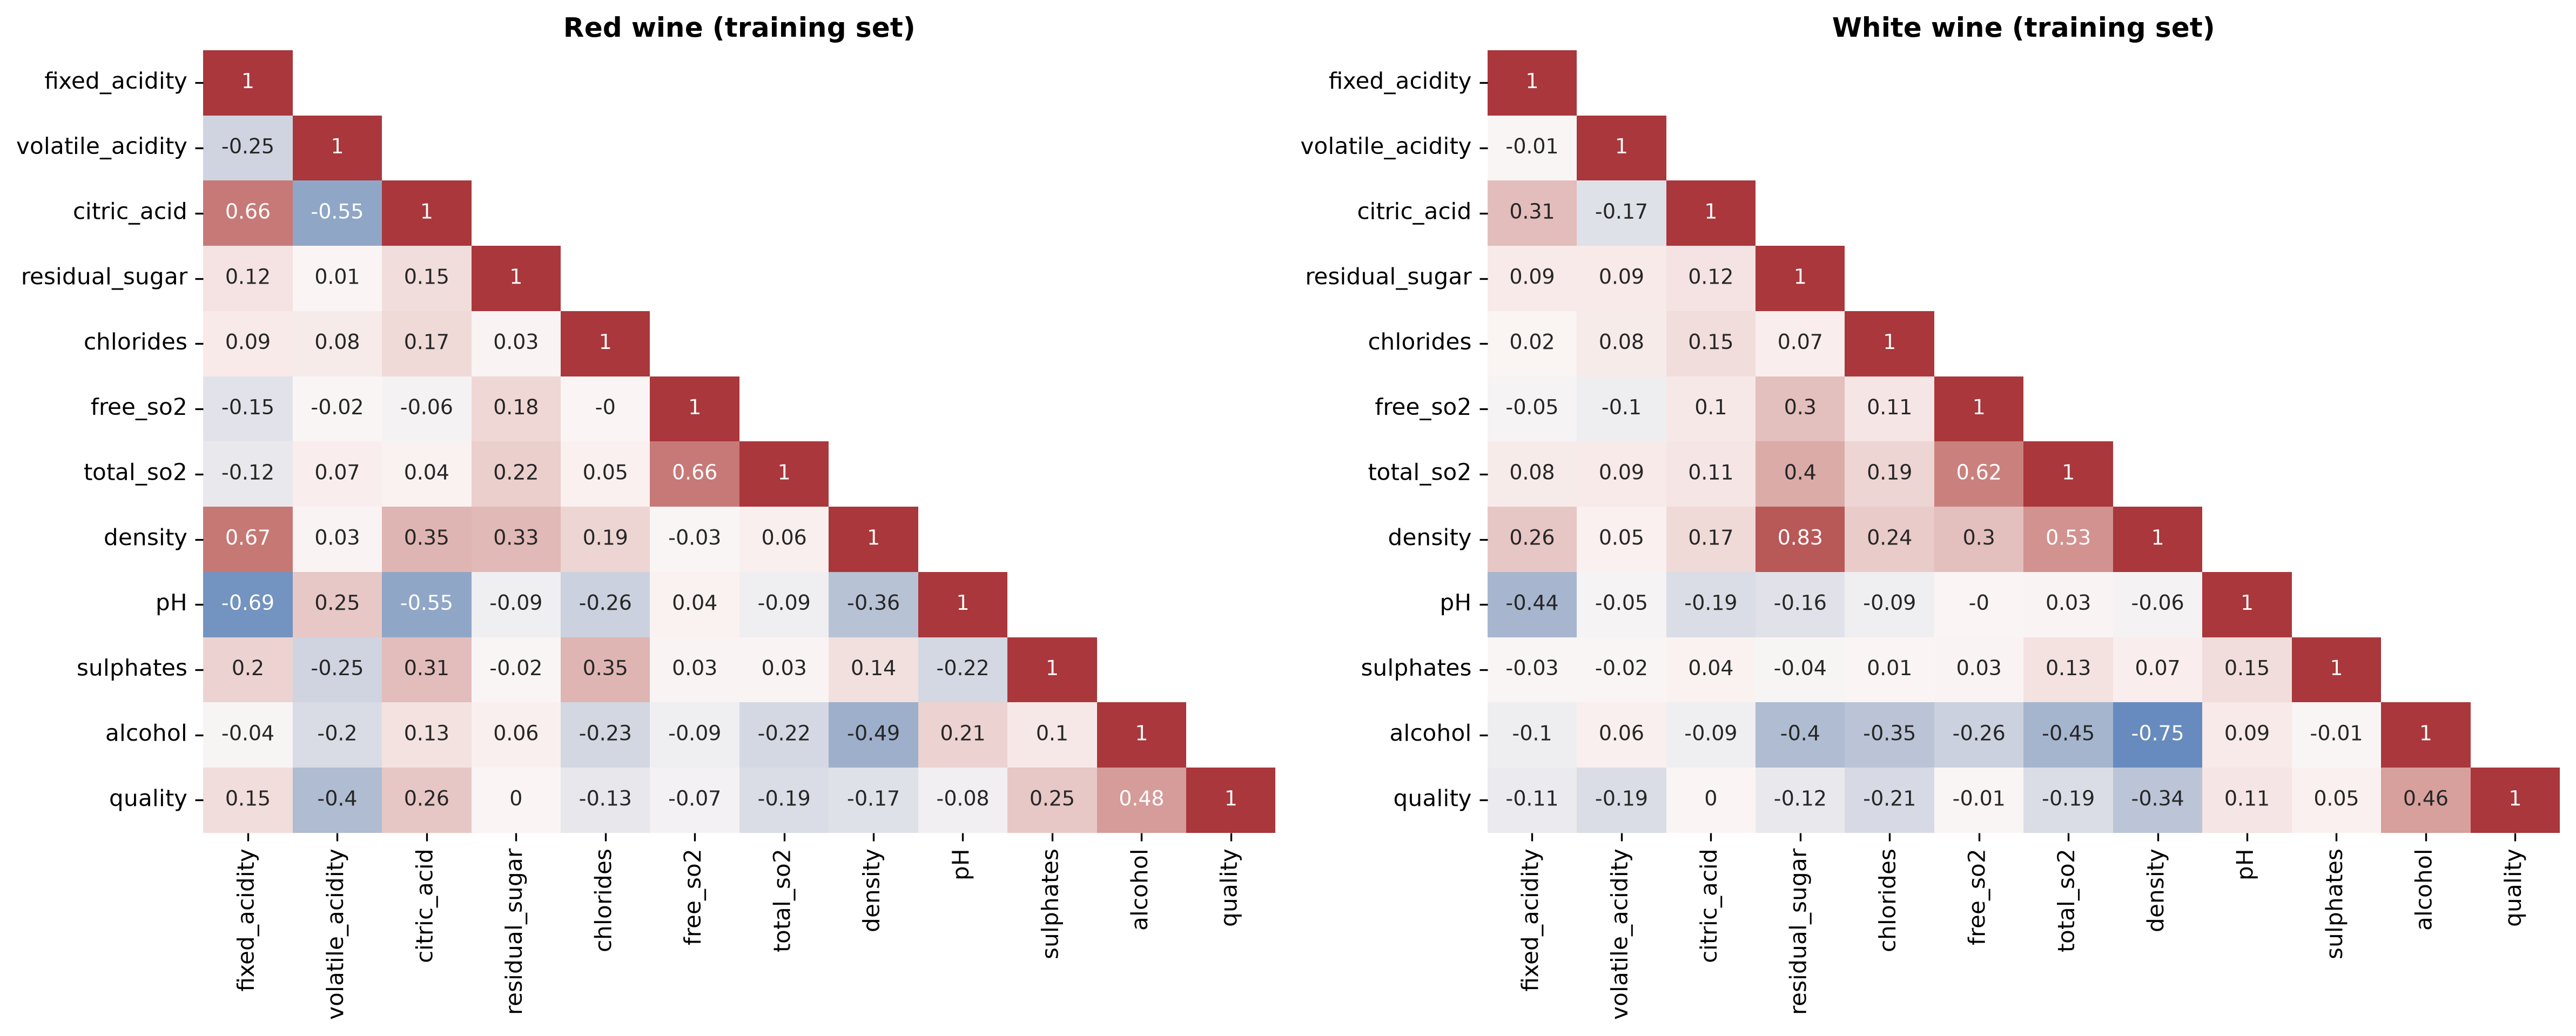 Red wine (training set)
fixed_acidity 1
volatile_acidity -0.25 1
citric_acid 0.66 -0.55 1
residual_sugar 0.12 0.01 0.15 1
chlorides 0.09 0.08 0.17 0.03 1
free_so2 -0.15 -0.02 -0.06 0.18 -0 1
total_so2 -0.12 0.07 0.04 0.22 0.05 0.66 1
density 0.67 0.03 0.35 0.33 0.19 -0.03 0.06 1
pH -0.69 0.25 -0.55 -0.09 -0.26 0.04 -0.09 -0.36 1
sulphates 0.2 -0.25 0.31 -0.02 0.35 0.03 0.03 0.14 -0.22 1
alcohol -0.04 -0.2 0.13 0.06 -0.23 -0.09 -0.22 -0.49 0.21 0.1 1
quality 0.15 -0.4 0.26 0 -0.13 -0.07 -0.19 -0.17 -0.08 0.25 0.48 1
fixed_acidity volatile_acidity citric_acid residual_sugar chlorides free_so2 total_so2 density pH sulphates alcohol quality
White wine (training set)
fixed_acidity 1
volatile_acidity -0.01 1
citric_acid 0.31 -0.17 1
residual_sugar 0.09 0.09 0.12 1
chlorides 0.02 0.08 0.15 0.07 1
free_so2 -0.05 -0.1 0.1 0.3 0.11 1
total_so2 0.08 0.09 0.11 0.4 0.19 0.62 1
density 0.26 0.05 0.17 0.83 0.24 0.3 0.53 1
pH -0.44 -0.05 -0.19 -0.16 -0.09 -0 0.03 -0.06 1
sulphates -0.03 -0.02 0.04 -0.04 0.01 0.03 0.13 0.07 0.15 1
alcohol -0.1 0.06 -0.09 -0.4 -0.35 -0.26 -0.45 -0.75 0.09 -0.01 1
quality -0.11 -0.19 0 -0.12 -0.21 -0.01 -0.19 -0.34 0.11 0.05 0.46 1
fixed_acidity volatile_acidity citric_acid residual_sugar chlorides free_so2 total_so2 density pH sulphates alcohol quality